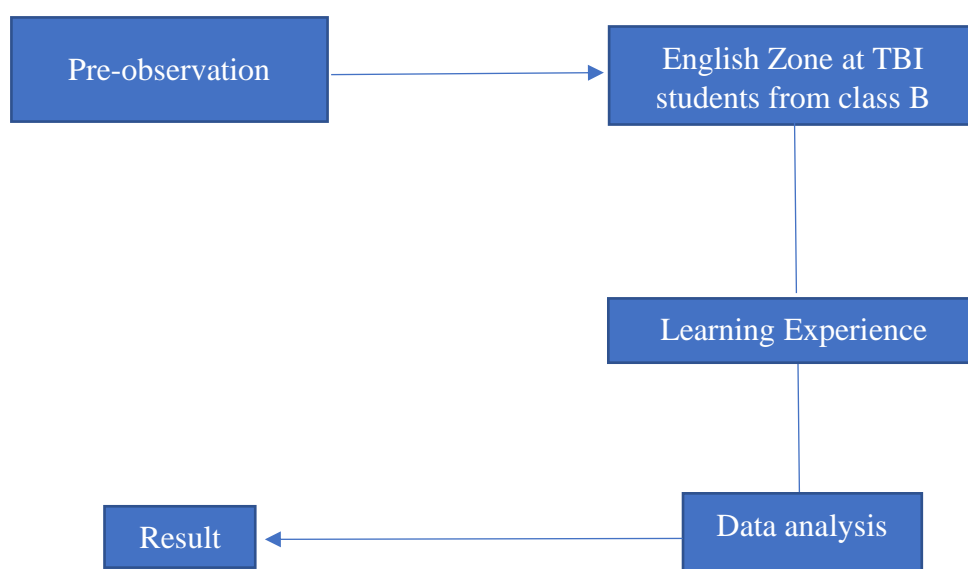 Pre-observation
English Zone at TBI
students from class B
Learning Experience
Data analysis
Result